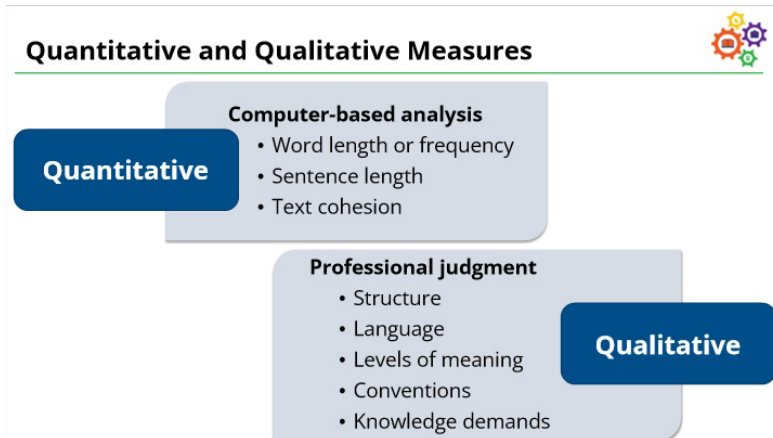 Quantitative and Qualitative Measures
Computer-based analysis
• Word length or frequency
Quantitative
• Sentence length
• Text cohesion
Professional judgment
• Structure
• Language
• Levels of meaning
Qualitative
• Conventions
• Knowledge demands